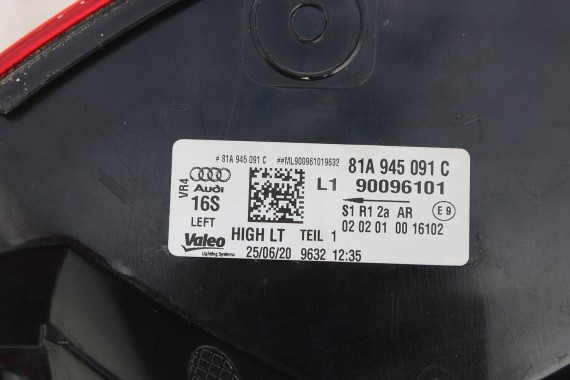 # 81A 945 091 C ##ML900961019632 81A 945 091 C
VR4 Audi L1 90096101
16S S1 R1 2a AR E 9
LEFT 02 02 01 00 16102
Valeo HIGH LT TEIL 1
Lighting Systems 25/06/20 9632 12:35